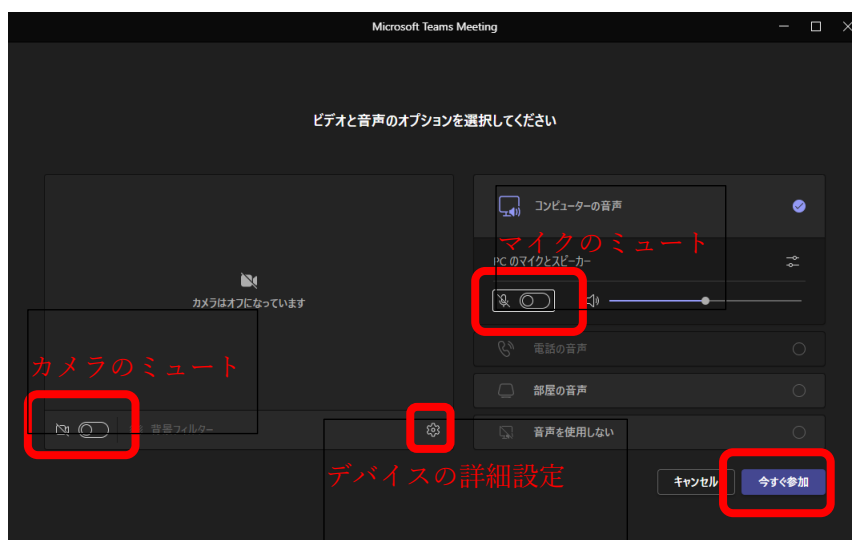 Microsoft Teams Meeting
ビデオと音声のオプションを選択してください
コンピューターの音声
マイクのミュート
PC のマイクとスピーカー
カメラはオフになっています
電話の音声
カメラのミュート
部屋の音声
背景フィルター
音声を使用しない
デバイスの詳細設定
キャンセル
今すぐ参加